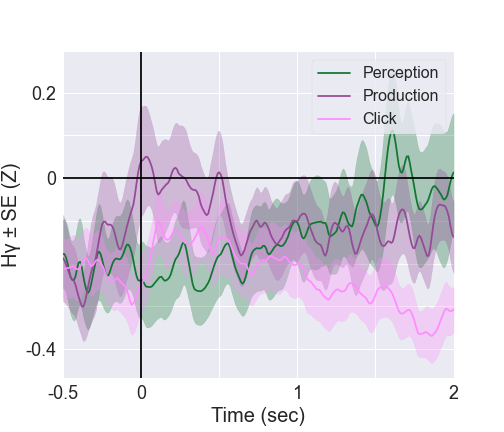 Perception
Production
Click
Hγ ± SE (Z)
0.2
0
-0.4
-0.5
0
1
2
Time (sec)